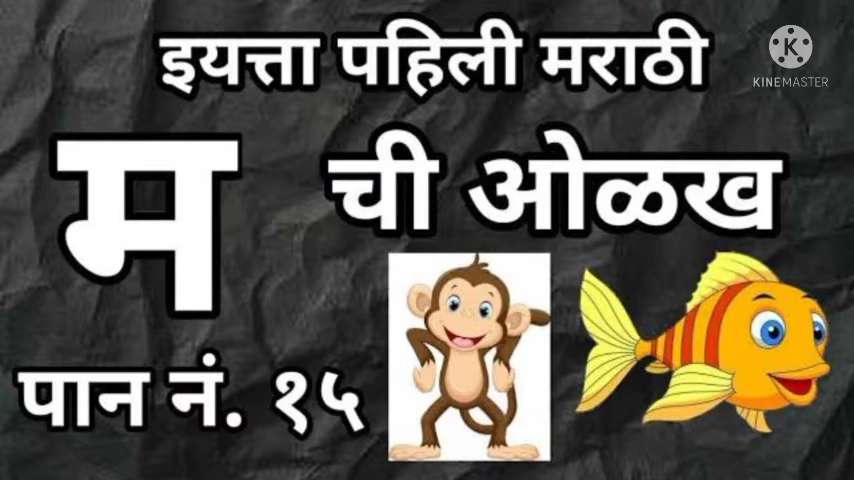 इयत्ता पहिली मराठी
KINEMASTER
म ची ओळख
पान नं. १५